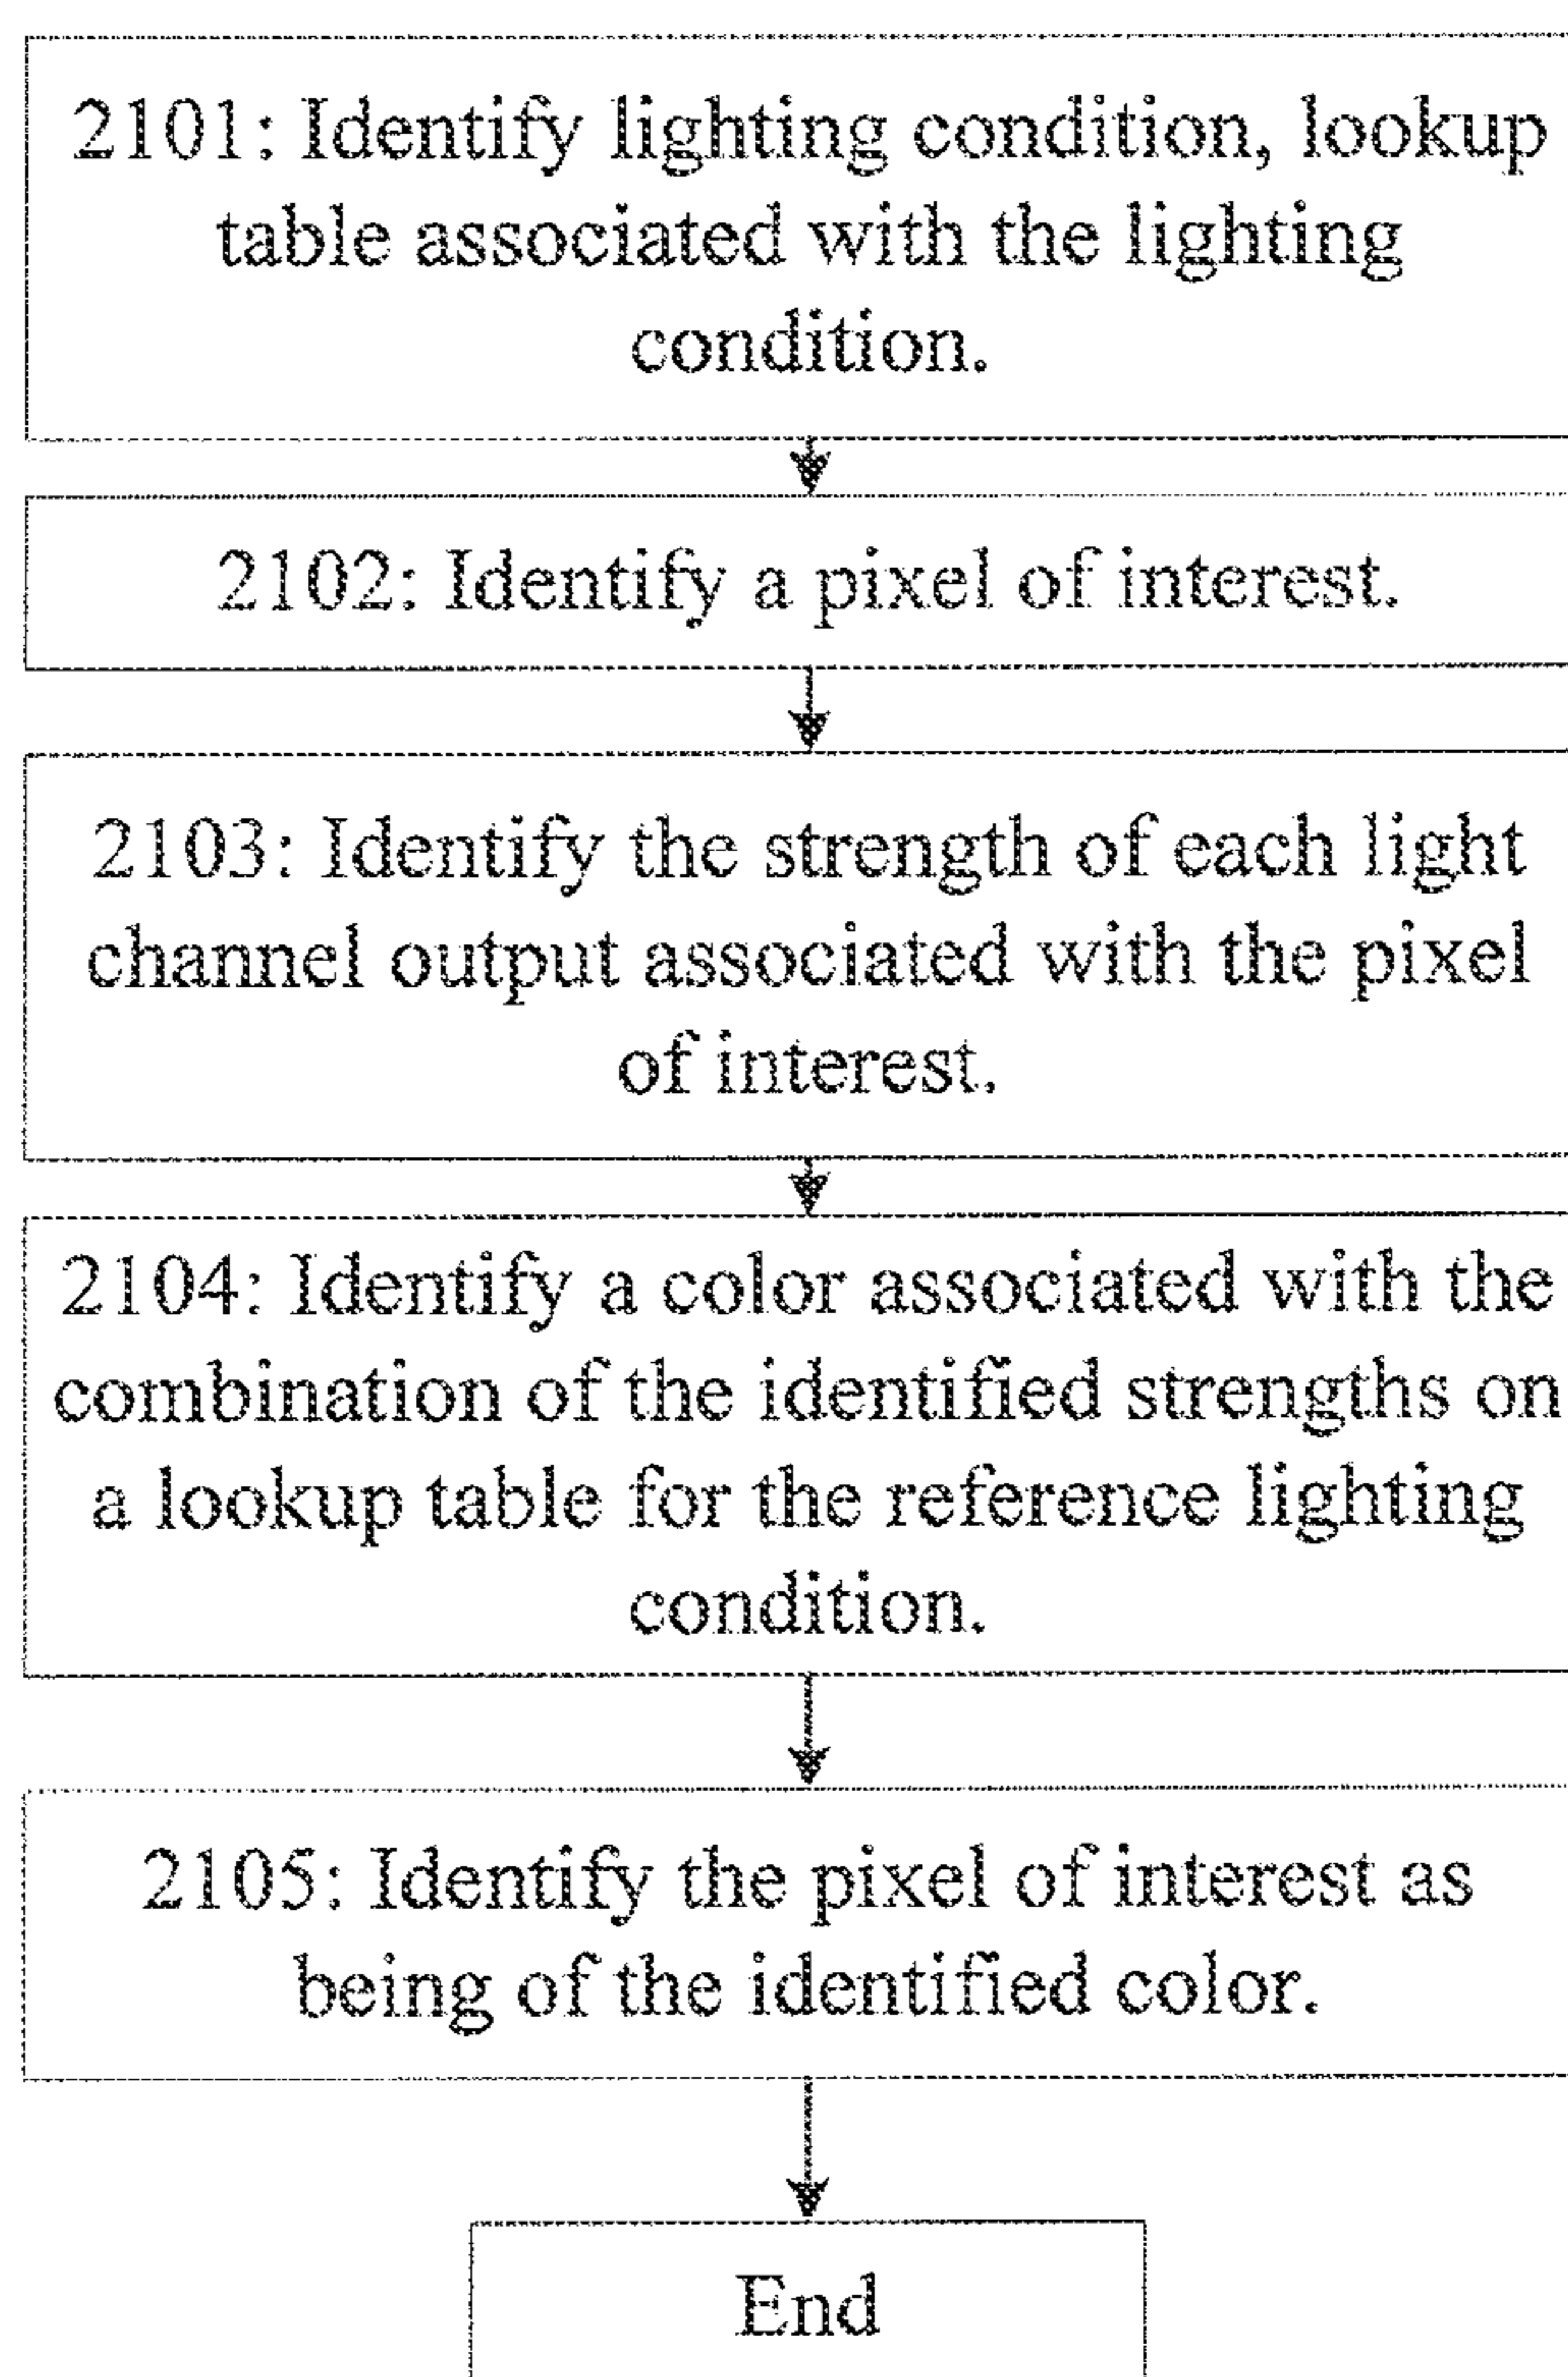 2101: Identify lighting condition, lookup
table associated with the lighting
condition.
2102: Identify a pixel of interest.
2103: Identify the strength of each light
channel output associated with the pixel
of interest.
2104: Identify a color associated with the
combination of the identified strengths on
a lookup table for the reference lighting
condition.
2105: Identify the pixel of interest as
being of the identified color.
End